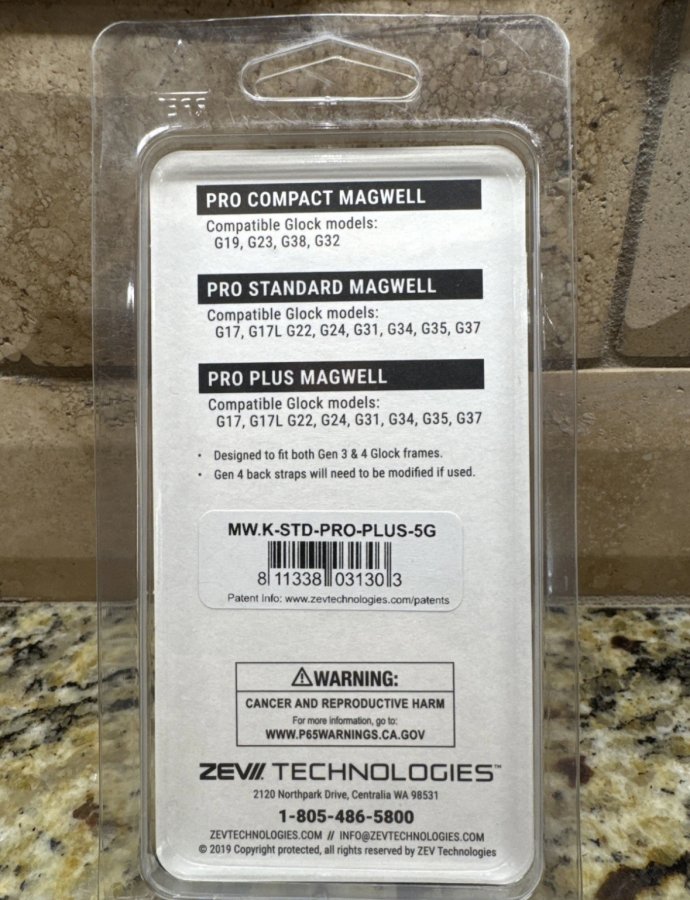 PRO COMPACT MAGWELL
Compatible Glock models:
G19, G23, G38, G32
PRO STANDARD MAGWELL
Compatible Glock models:
G17, G17L G22, G24, G31, G34, G35, G37
PRO PLUS MAGWELL
Compatible Glock models:
G17, G17L G22, G24, G31, G34, G35, G37
• Designed to fit both Gen 3 & 4 Glock frames.
• Gen 4 back straps will need to be modified if used.
MW.K-STD-PRO-PLUS-5G
8 11338 03130 3
Patent Info: www.zevtechnologies.com/patents
⚠WARNING:
CANCER AND REPRODUCTIVE HARM
For more information, go to:
WWW.P65WARNINGS.CA.GOV
ZEV TECHNOLOGIES™
2120 Northpark Drive, Centralia WA 98531
1-805-486-5800
ZEVTECHNOLOGIES.COM // INFO@ZEVTECHNOLOGIES.COM
© 2019 Copyright protected, all rights reserved by ZEV Technologies